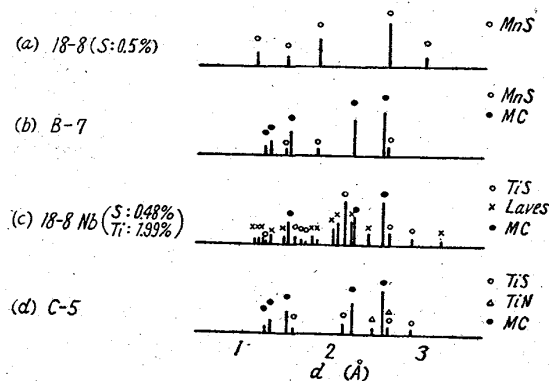 (a) 18-8 (S:0.5%)
○ MnS
(b) B-7
○ MnS
● MC
(c) 18-8 Nb (S:0.48% Ti:1.99%)
○ TiS
× Laves
● MC
(d) C-5
○ TiS
△ TiN
● MC
1 2 3
d (Å)